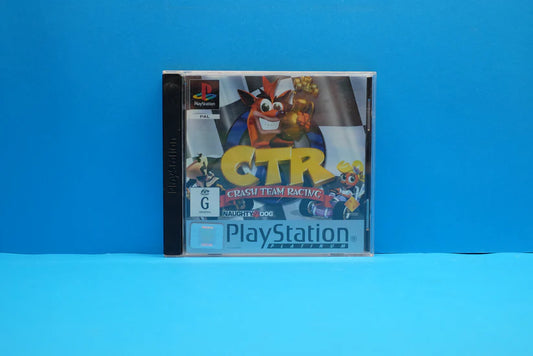 PlayStation
PAL
PlayStation
CTR
CRASH TEAM RACING
G
NAUGHTY DOG
PlayStation
PLATINUM